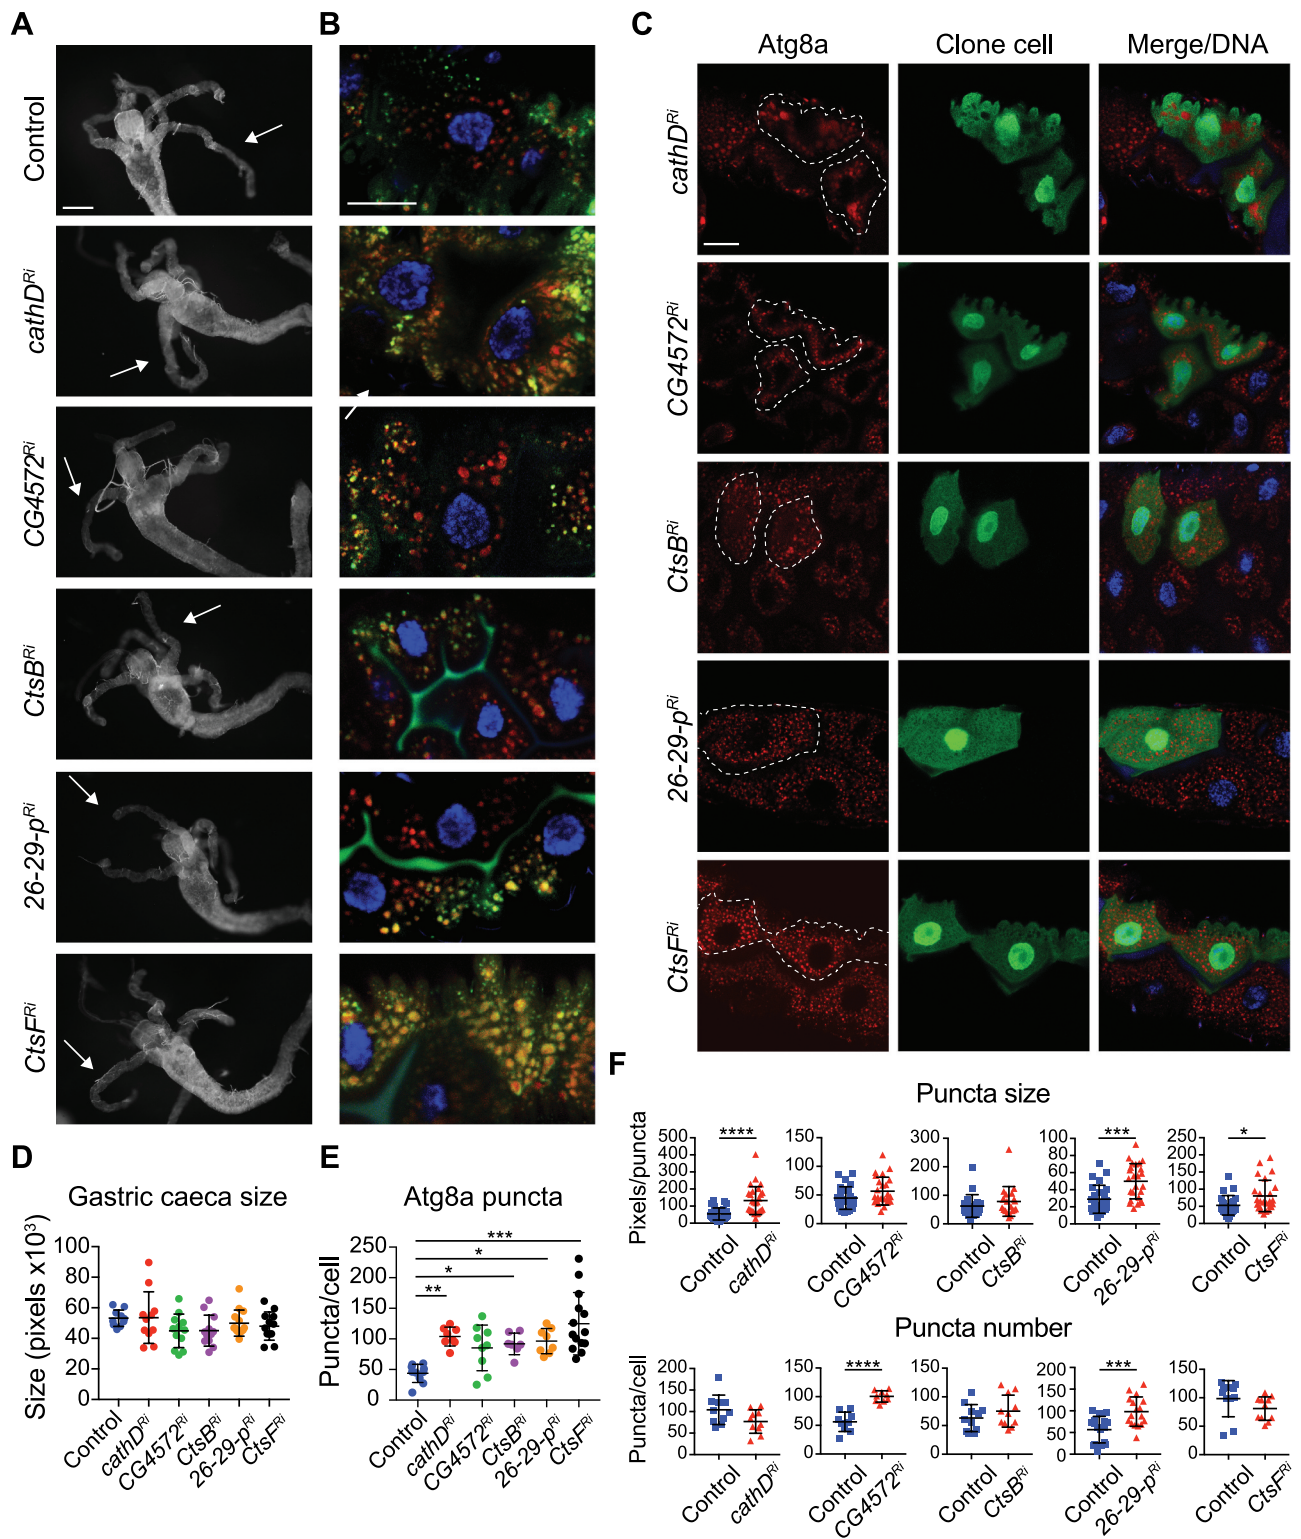 A
B
C
Atg8a
Clone cell
Merge/DNA
Control
cathD^Ri
CG4572^Ri
CtsB^Ri
26-29-p^Ri
CtsF^Ri
cathD^Ri
CG4572^Ri
CtsB^Ri
26-29-p^Ri
CtsF^Ri
D
Gastric caeca size
Size (pixels x10³)
100
80
60
40
20
0
Control
cathD^Ri
CG4572^Ri
CtsB^Ri
26-29-p^Ri
CtsF^Ri
E
Atg8a puncta
Puncta/cell
250
200
150
100
50
0
***
*
*
**
Control
cathD^Ri
CG4572^Ri
CtsB^Ri
26-29-p^Ri
CtsF^Ri
F
Puncta size
Pixels/puncta
500
400
300
200
100
0
****
Control
cathD^Ri
150
100
50
0
Control
CG4572^Ri
300
200
100
0
Control
CtsB^Ri
100
80
60
40
20
0
***
Control
26-29-p^Ri
250
200
150
100
50
0
*
Control
CtsF^Ri
Puncta number
Puncta/cell
200
150
100
50
0
Control
cathD^Ri
150
100
50
0
****
Control
CG4572^Ri
150
100
50
0
Control
CtsB^Ri
200
150
100
50
0
***
Control
26-29-p^Ri
150
100
50
0
Control
CtsF^Ri